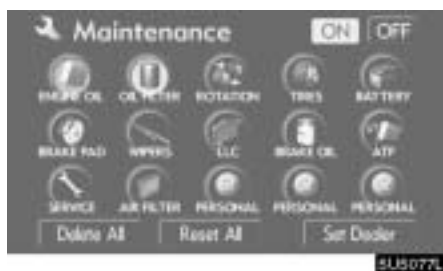 Maintenance ON OFF
ENGINE OIL OIL FILTER ROTATION TIRES BATTERY
BRAKE PAD WIPERS LLC BRAKE OIL ATF
SERVICE AIR FILTER PERSONAL PERSONAL PERSONAL
Delete All Reset All Set Dealer
5US077L